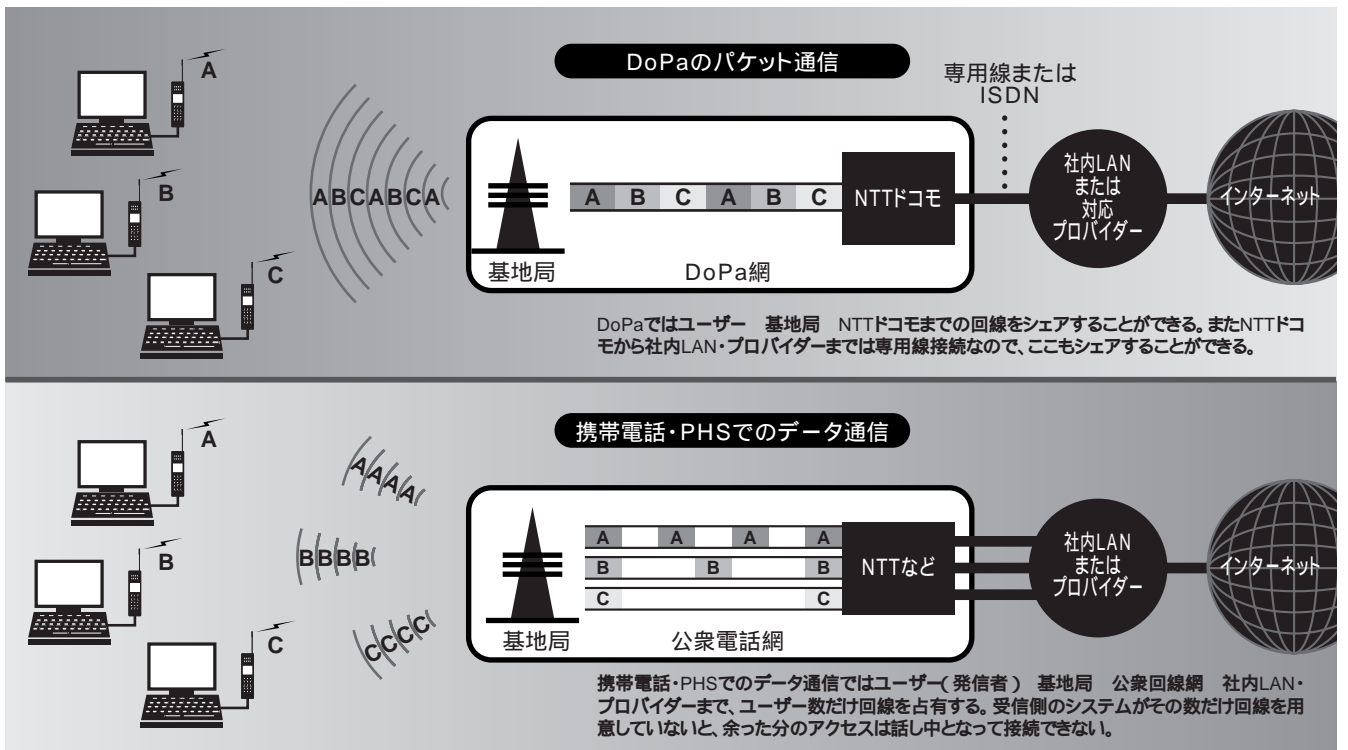 DoPaのパケット通信
専用線または
ISDN
A
B
C
ABCABCA
A B C A B C
NTTドコモ
基地局
DoPa網
社内LAN
または
対応
プロバイダー
インターネット
DoPaではユーザー　基地局　NTTドコモまでの回線をシェアすることができる。またNTTドコ
モから社内LAN・プロバイダーまでは専用線接続なので、ここもシェアすることができる。
携帯電話・PHSでのデータ通信
A
B
C
AAAA
BBBB
CCCC
A A A A
B B B
C C
NTTなど
基地局
公衆電話網
社内LAN
または
プロバイダー
インターネット
携帯電話・PHSでのデータ通信ではユーザー(発信者)　基地局　公衆回線網　社内LAN・
プロバイダーまで、ユーザー数だけ回線を占有する。受信側のシステムがその数だけ回線を用
意していないと、余った分のアクセスは話し中となって接続できない。